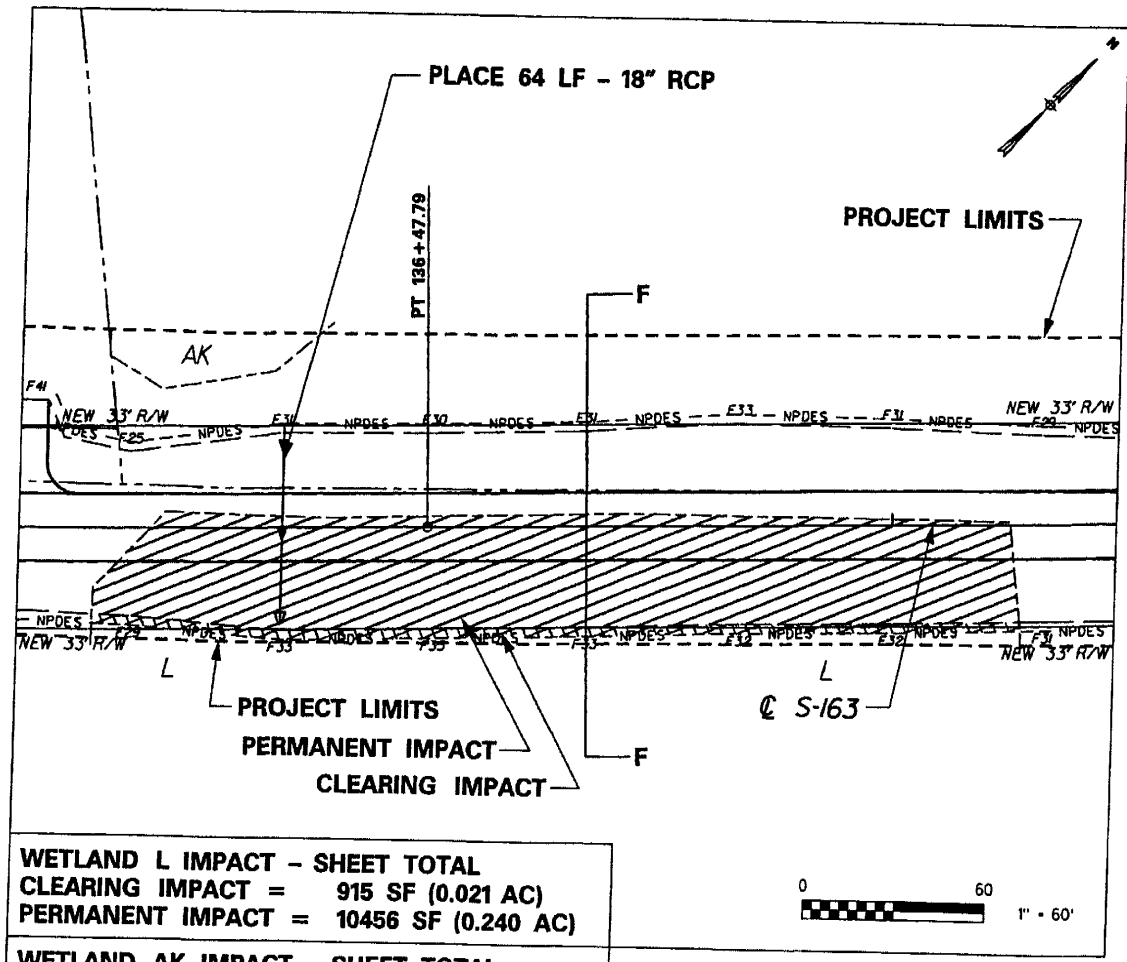 N
PLACE 64 LF - 18" RCP
PT 136+47.79
PROJECT LIMITS
F
AK
F41
NEW 33' R/W
NPDES
F25
NPDES
F31
NPDES
F30
NPDES
F31
NPDES
F33
NPDES
F31
NEW 33' R/W
F29
NPDES
NPDES
F29
NPDES
F33
NPDES
F35
NPDES
F33
NPDES
F32
NPDES
F32
NPDES
F31
NPDES
NEW 33' R/W
NEW 33' R/W
L
L
PROJECT LIMITS
℄ S-163
PERMANENT IMPACT
F
CLEARING IMPACT
WETLAND L IMPACT - SHEET TOTAL
CLEARING IMPACT = 915 SF (0.021 AC)
PERMANENT IMPACT = 10456 SF (0.240 AC)
0 60
1" = 60'
WETLAND AK IMPACT - SHEET TOTAL